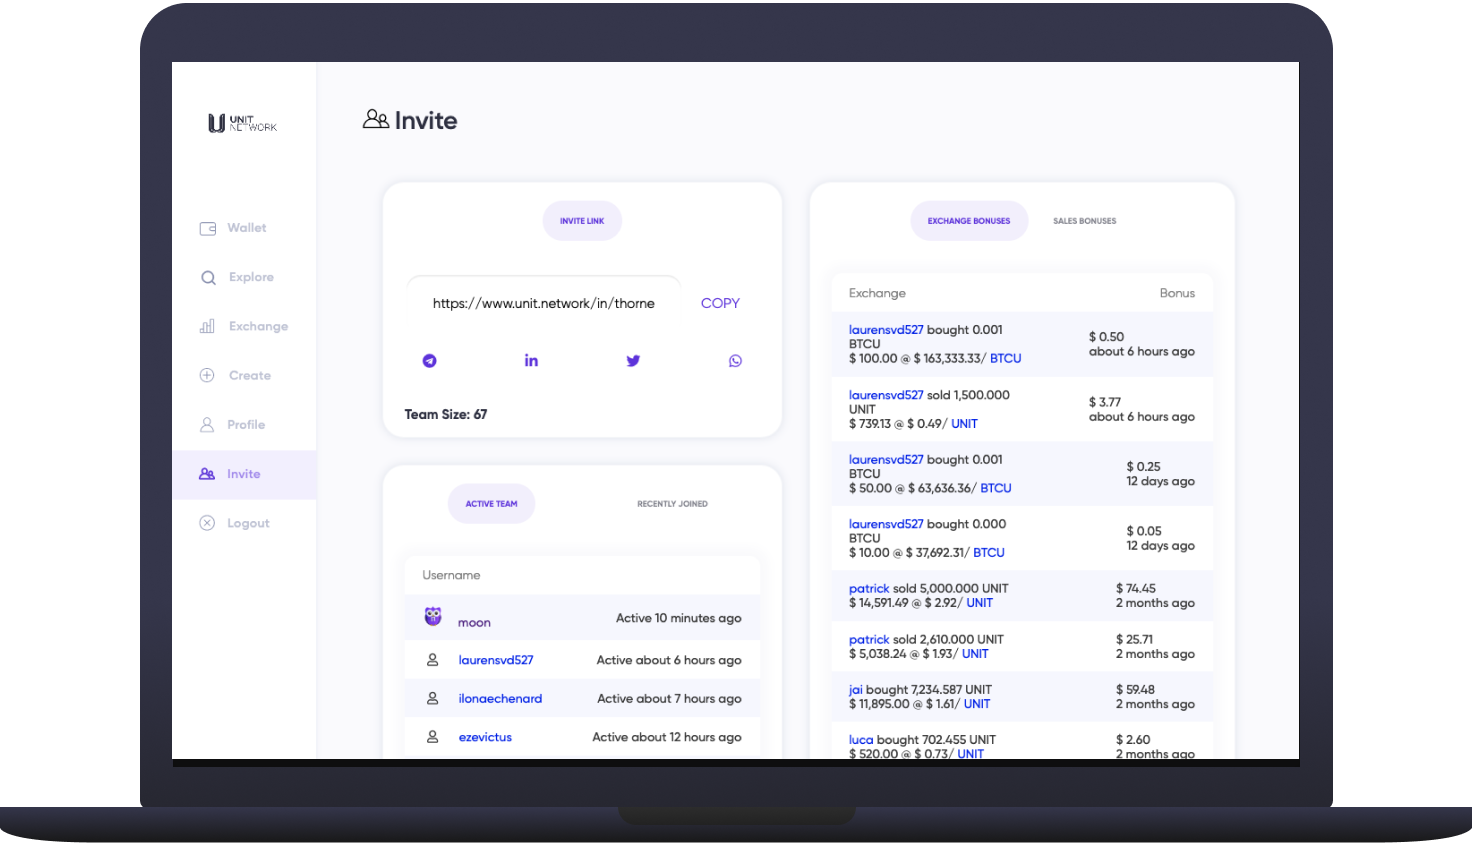 UNIT
NETWORK
Wallet
Explore
Exchange
Create
Profile
Invite
Logout
Invite
INVITE LINK
https://www.unit.network/in/thorne
COPY
Team Size: 67
ACTIVE TEAM
RECENTLY JOINED
Username
moon
Active 10 minutes ago
laurensvd527
Active about 6 hours ago
ilonaechenard
Active about 7 hours ago
ezevictus
Active about 12 hours ago
EXCHANGE BONUSES
SALES BONUSES
Exchange
Bonus
laurensvd527 bought 0.001
BTCU
$ 100.00 @ $ 163,333.33/ BTCU
$ 0.50
about 6 hours ago
laurensvd527 sold 1,500.000
UNIT
$ 739.13 @ $ 0.49/ UNIT
$ 3.77
about 6 hours ago
laurensvd527 bought 0.001
BTCU
$ 50.00 @ $ 63,636.36/ BTCU
$ 0.25
12 days ago
laurensvd527 bought 0.000
BTCU
$ 10.00 @ $ 37,692.31/ BTCU
$ 0.05
12 days ago
patrick sold 5,000.000 UNIT
$ 14,591.49 @ $ 2.92/ UNIT
$ 74.45
2 months ago
patrick sold 2,610.000 UNIT
$ 5,038.24 @ $ 1.93/ UNIT
$ 25.71
2 months ago
jai bought 7,234.587 UNIT
$ 11,895.00 @ $ 1.61/ UNIT
$ 59.48
2 months ago
luca bought 702.455 UNIT
$ 520.00 @ $ 0.73/ UNIT
$ 2.60
2 months ago